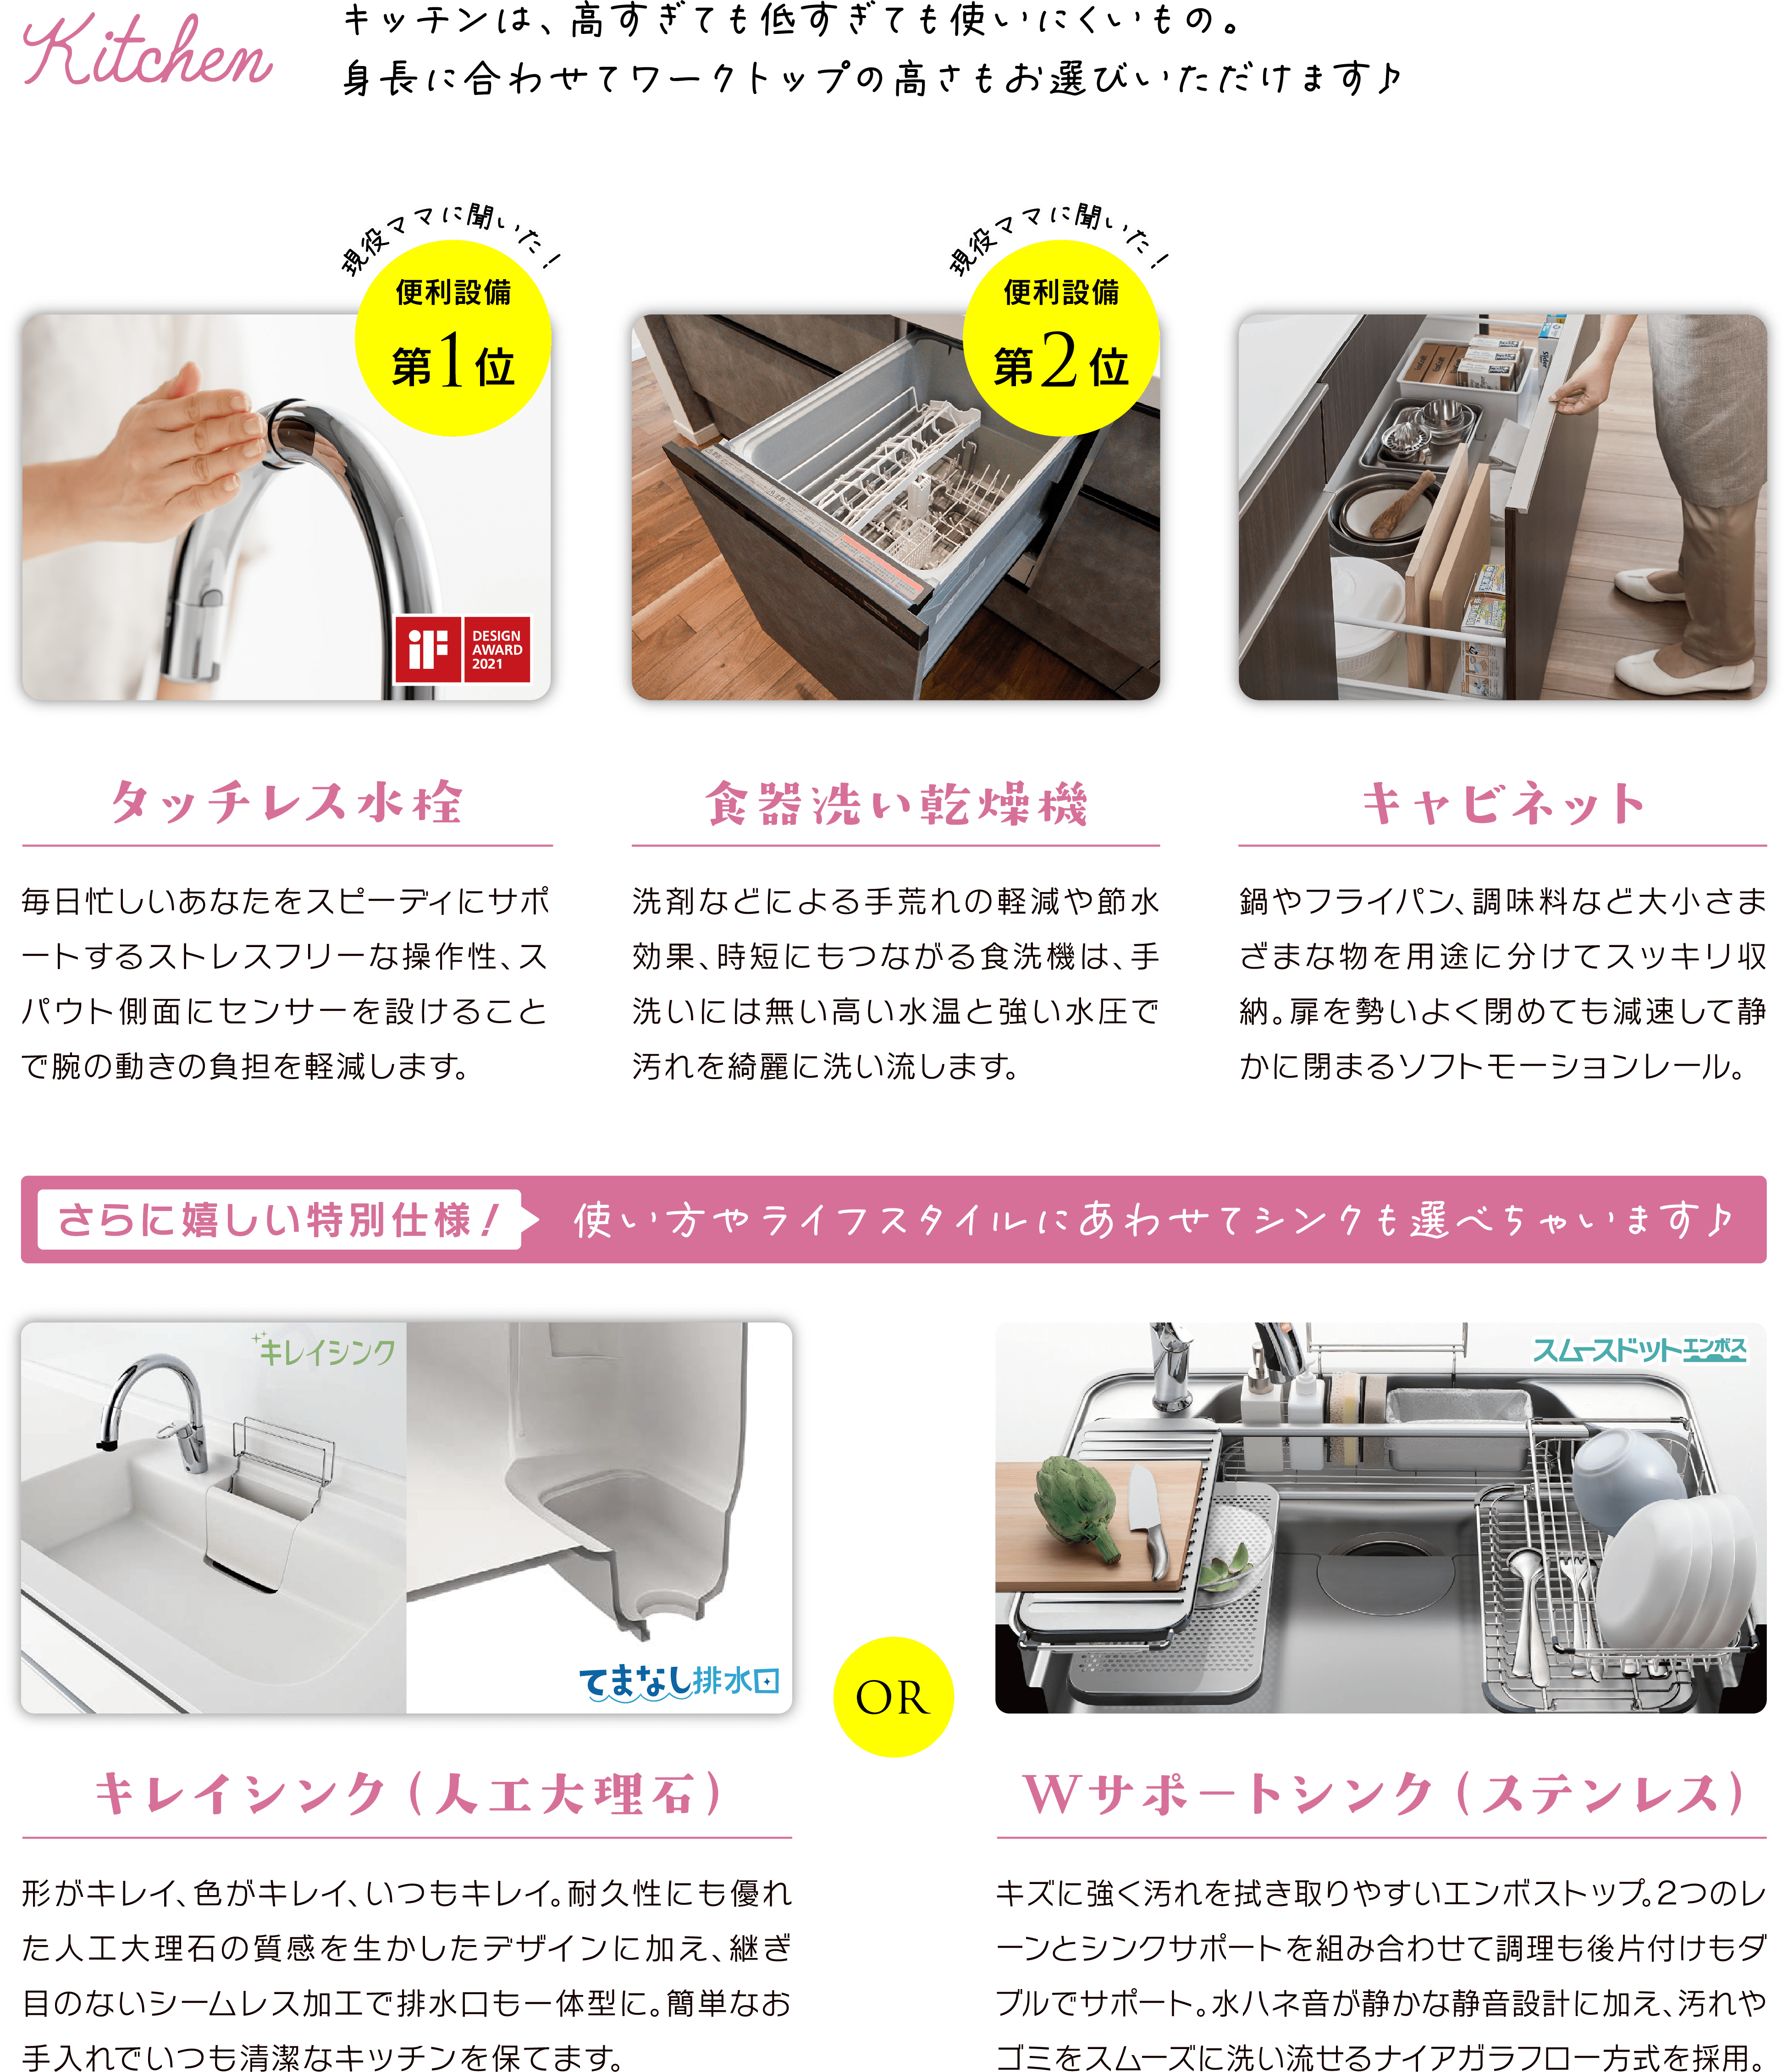 Kitchen
キッチンは、高すぎても低すぎても使いにくいもの。
身長に合わせてワークトップの高さもお選びいただけます♪
現役ママに聞いた！
便利設備
第1位
現役ママに聞いた！
便利設備
第2位
iF
DESIGN
AWARD
2021
タッチレス水栓
毎日忙しいあなたをスピーディにサポ
ートするストレスフリーな操作性、ス
パウト側面にセンサーを設けること
で腕の動きの負担を軽減します。
食器洗い乾燥機
洗剤などによる手荒れの軽減や節水
効果、時短にもつながる食洗機は、手
洗いには無い高い水温と強い水圧で
汚れを綺麗に洗い流します。
キャビネット
鍋やフライパン、調味料など大小さま
ざまな物を用途に分けてスッキリ収
納。扉を勢いよく閉めても減速して静
かに閉まるソフトモーションレール。
さらに嬉しい特別仕様！
使い方やライフスタイルにあわせてシンクも選べちゃいます♪
キレイシンク
てまなし排水口
OR
スムースドットエンボス
キレイシンク（人工大理石）
形がキレイ、色がキレイ、いつもキレイ。耐久性にも優れ
た人工大理石の質感を生かしたデザインに加え、継ぎ
目のないシームレス加工で排水口も一体型に。簡単なお
手入れでいつも清潔なキッチンを保てます。
Wサポートシンク（ステンレス）
キズに強く汚れを拭き取りやすいエンボストップ。2つのレ
ーンとシンクサポートを組み合わせて調理も後片付けもダ
ブルでサポート。水ハネ音が静かな静音設計に加え、汚れや
ゴミをスムーズに洗い流せるナイアガラフロー方式を採用。